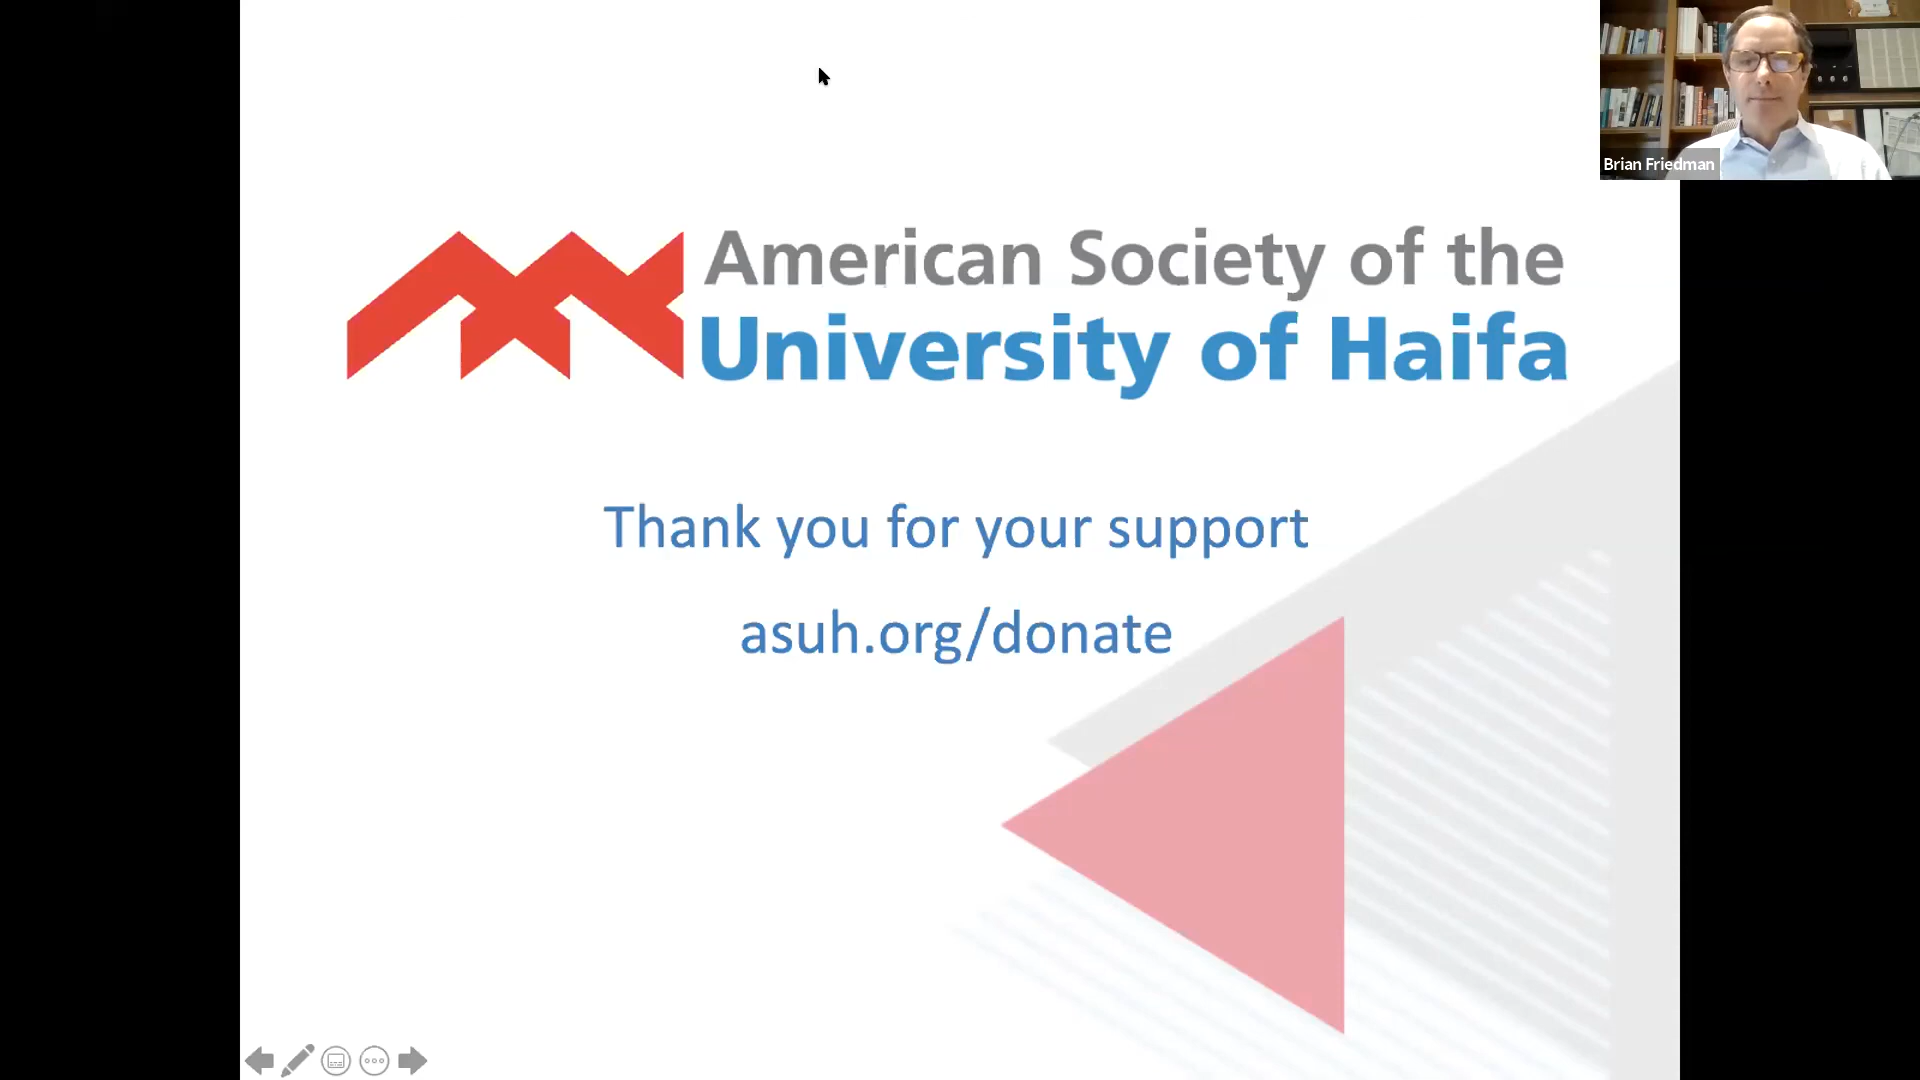 Brian Friedman
American Society of the
University of Haifa
Thank you for your support
asuh.org/donate